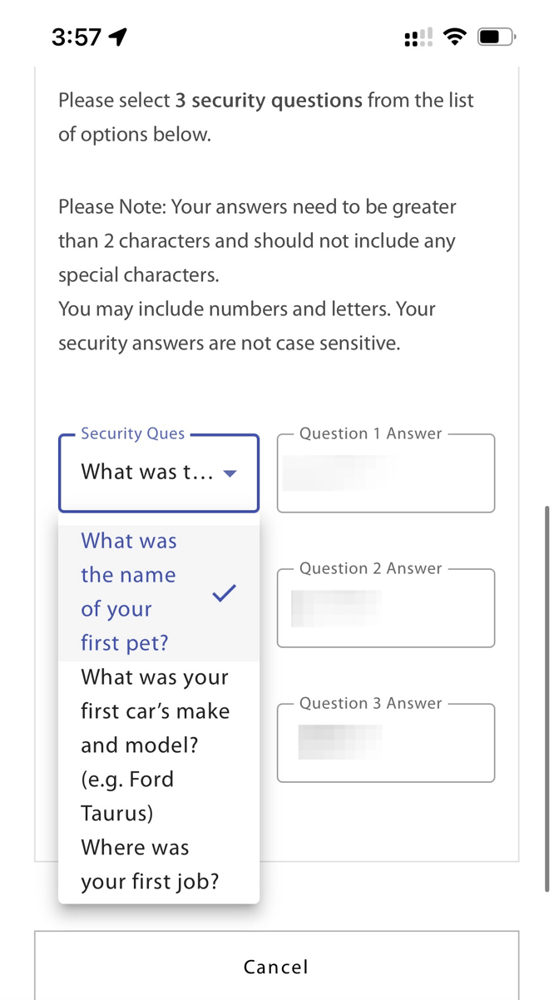 3:57
Please select 3 security questions from the list
of options below.
Please Note: Your answers need to be greater
than 2 characters and should not include any
special characters.
You may include numbers and letters. Your
security answers are not case sensitive.
Security Ques
What was t...
Question 1 Answer
What was
the name
of your
first pet?
Question 2 Answer
What was your
first car’s make
and model?
(e.g. Ford
Taurus)
Question 3 Answer
Where was
your first job?
Cancel